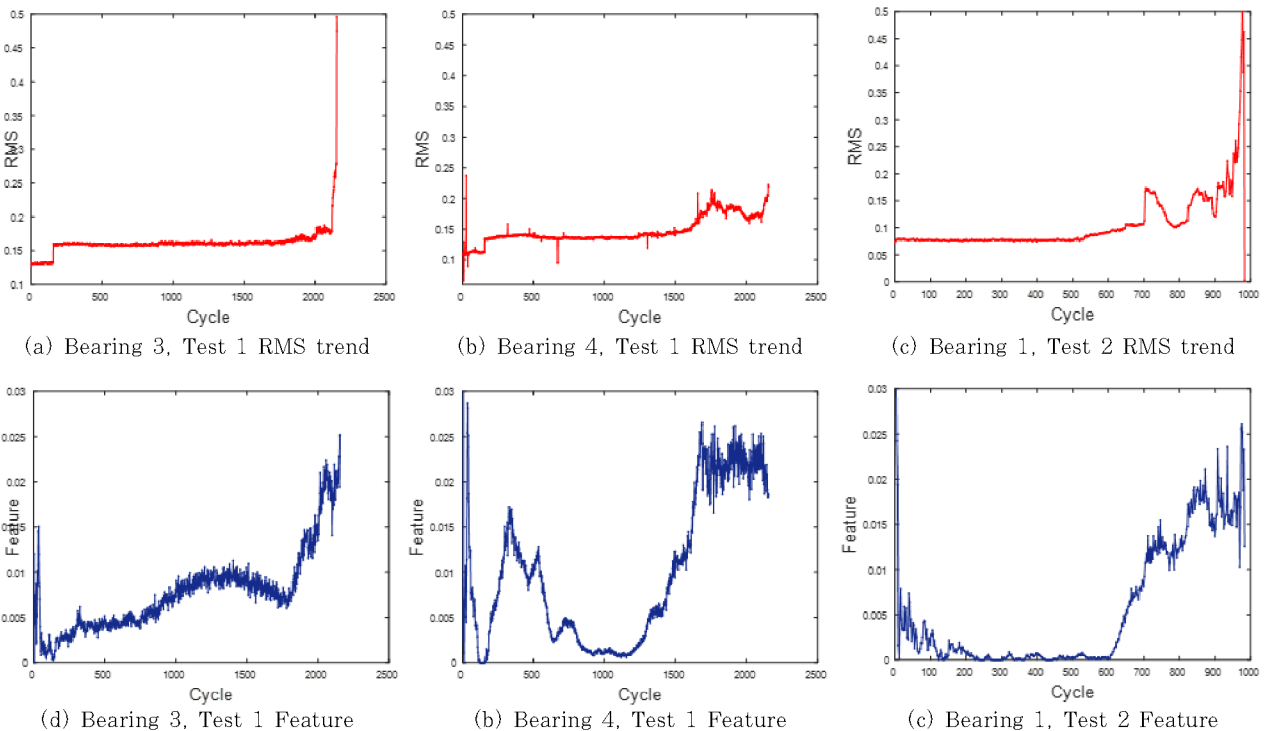 0.5 0.5 0.5
0.45 0.45 0.45
0.4 0.4 0.4
0.35 0.35 0.35
0.3 0.3 0.3
0.25 0.25 0.25
0.2 0.2 0.2
0.15 0.15 0.15
0.1 0.1 0.1
0.05
0
RMS RMS RMS
0 500 1000 1500 2000 2500 0 500 1000 1500 2000 2500 0 100 200 300 400 500 600 700 800 900 1000
Cycle Cycle Cycle
(a) Bearing 3, Test 1 RMS trend (b) Bearing 4, Test 1 RMS trend (c) Bearing 1, Test 2 RMS trend
0.03 0.03 0.03
0.025 0.025 0.025
0.02 0.02 0.02
0.015 0.015 0.015
0.01 0.01 0.01
0.005 0.005 0.005
0 0 0
Feature Feature Feature
0 500 1000 1500 2000 2500 0 500 1000 1500 2000 2500 0 100 200 300 400 500 600 700 800 900 1000
Cycle Cycle Cycle
(d) Bearing 3, Test 1 Feature (b) Bearing 4, Test 1 Feature (c) Bearing 1, Test 2 Feature